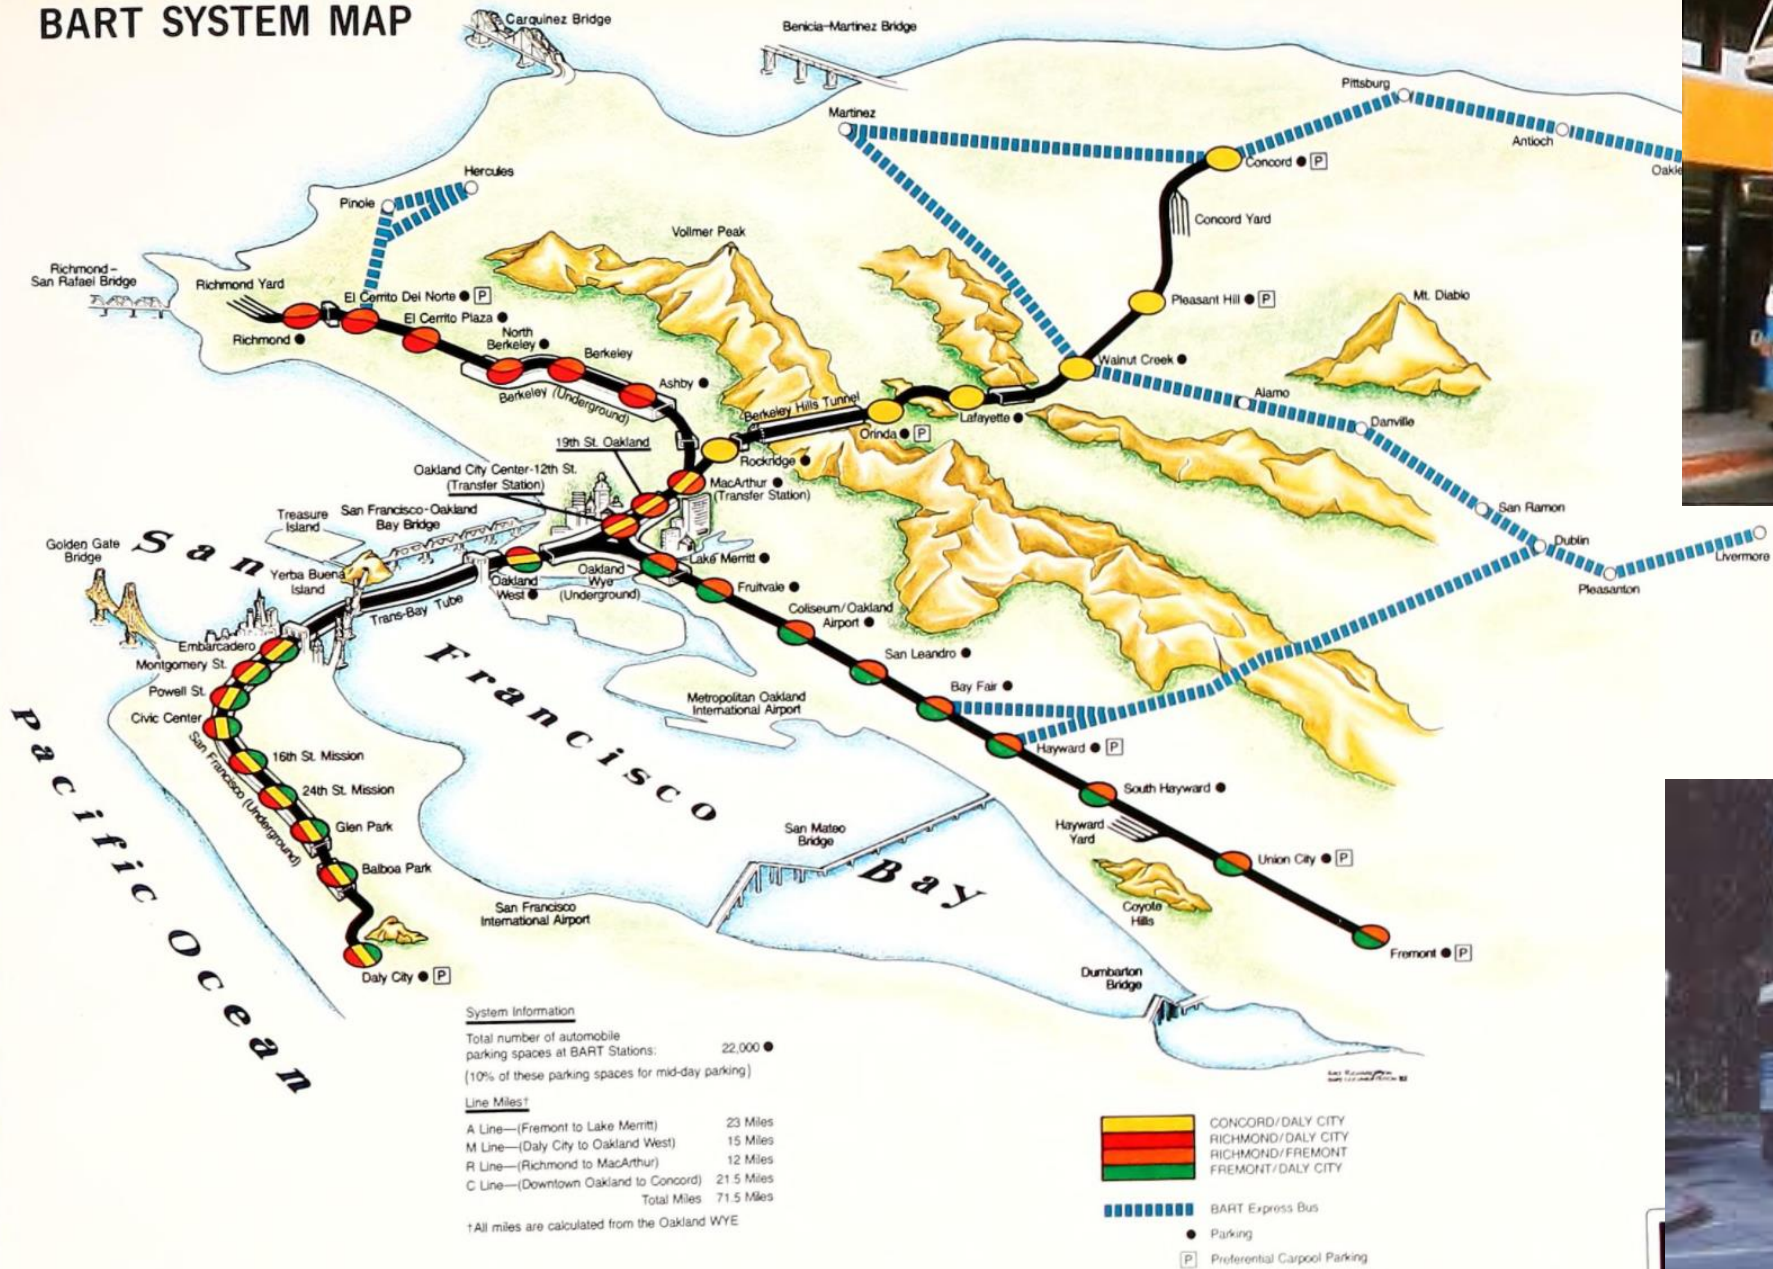 BART SYSTEM MAP
Carquinez Bridge
Benicia-Martinez Bridge
Pittsburg
Martinez
Antioch
Concord ● P
Hercules
Pinole
Concord Yard
Vollmer Peak
Richmond-
San Rafael Bridge
Richmond Yard
El Cerrito Del Norte ● P
Pleasant Hill ● P
Mt. Diablo
El Cerrito Plaza ●
Richmond ●
North
Berkeley ●
Berkeley
Walnut Creek ●
Ashby ●
Berkeley (Underground)
Alamo
Berkeley Hills Tunnel
Lafayette ●
Danville
Orinda ● P
19th St. Oakland
Rockridge ●
Oakland City Center-12th St.
(Transfer Station)
MacArthur ●
(Transfer Station)
San Ramon
Treasure
Island
San Francisco-Oakland
Bay Bridge
Dublin
Livermore
Golden Gate
Bridge
San
Lake Merritt ●
Yerba Buena
Island
Oakland
West ●
Oakland
Wye
(Underground)
Fruitvale ●
Pleasanton
Trans-Bay Tube
Coliseum/Oakland
Airport ●
Embarcadero
Francisco
San Leandro ●
Montgomery St.
Powell St.
Metropolitan Oakland
International Airport
Bay Fair ●
Civic Center
Pacific Ocean
Hayward ● P
16th St. Mission
San Francisco (Underground)
24th St. Mission
South Hayward ●
Glen Park
San Mateo
Bridge
Hayward
Yard
Balboa Park
Bay
Union City ● P
San Francisco
International Airport
Coyote
Hills
Fremont ● P
Daly City ● P
Dumbarton
Bridge
System Information
Total number of automobile
parking spaces at BART Stations: 22,000 ●
(10% of these parking spaces for mid-day parking)
Line Miles†
A Line—(Fremont to Lake Merritt) 23 Miles
M Line—(Daly City to Oakland West) 15 Miles
R Line—(Richmond to MacArthur) 12 Miles
C Line—(Downtown Oakland to Concord) 21.5 Miles
Total Miles 71.5 Miles
†All miles are calculated from the Oakland WYE
CONCORD/DALY CITY
RICHMOND/DALY CITY
RICHMOND/FREMONT
FREMONT/DALY CITY
BART Express Bus
● Parking
P Preferential Carpool Parking